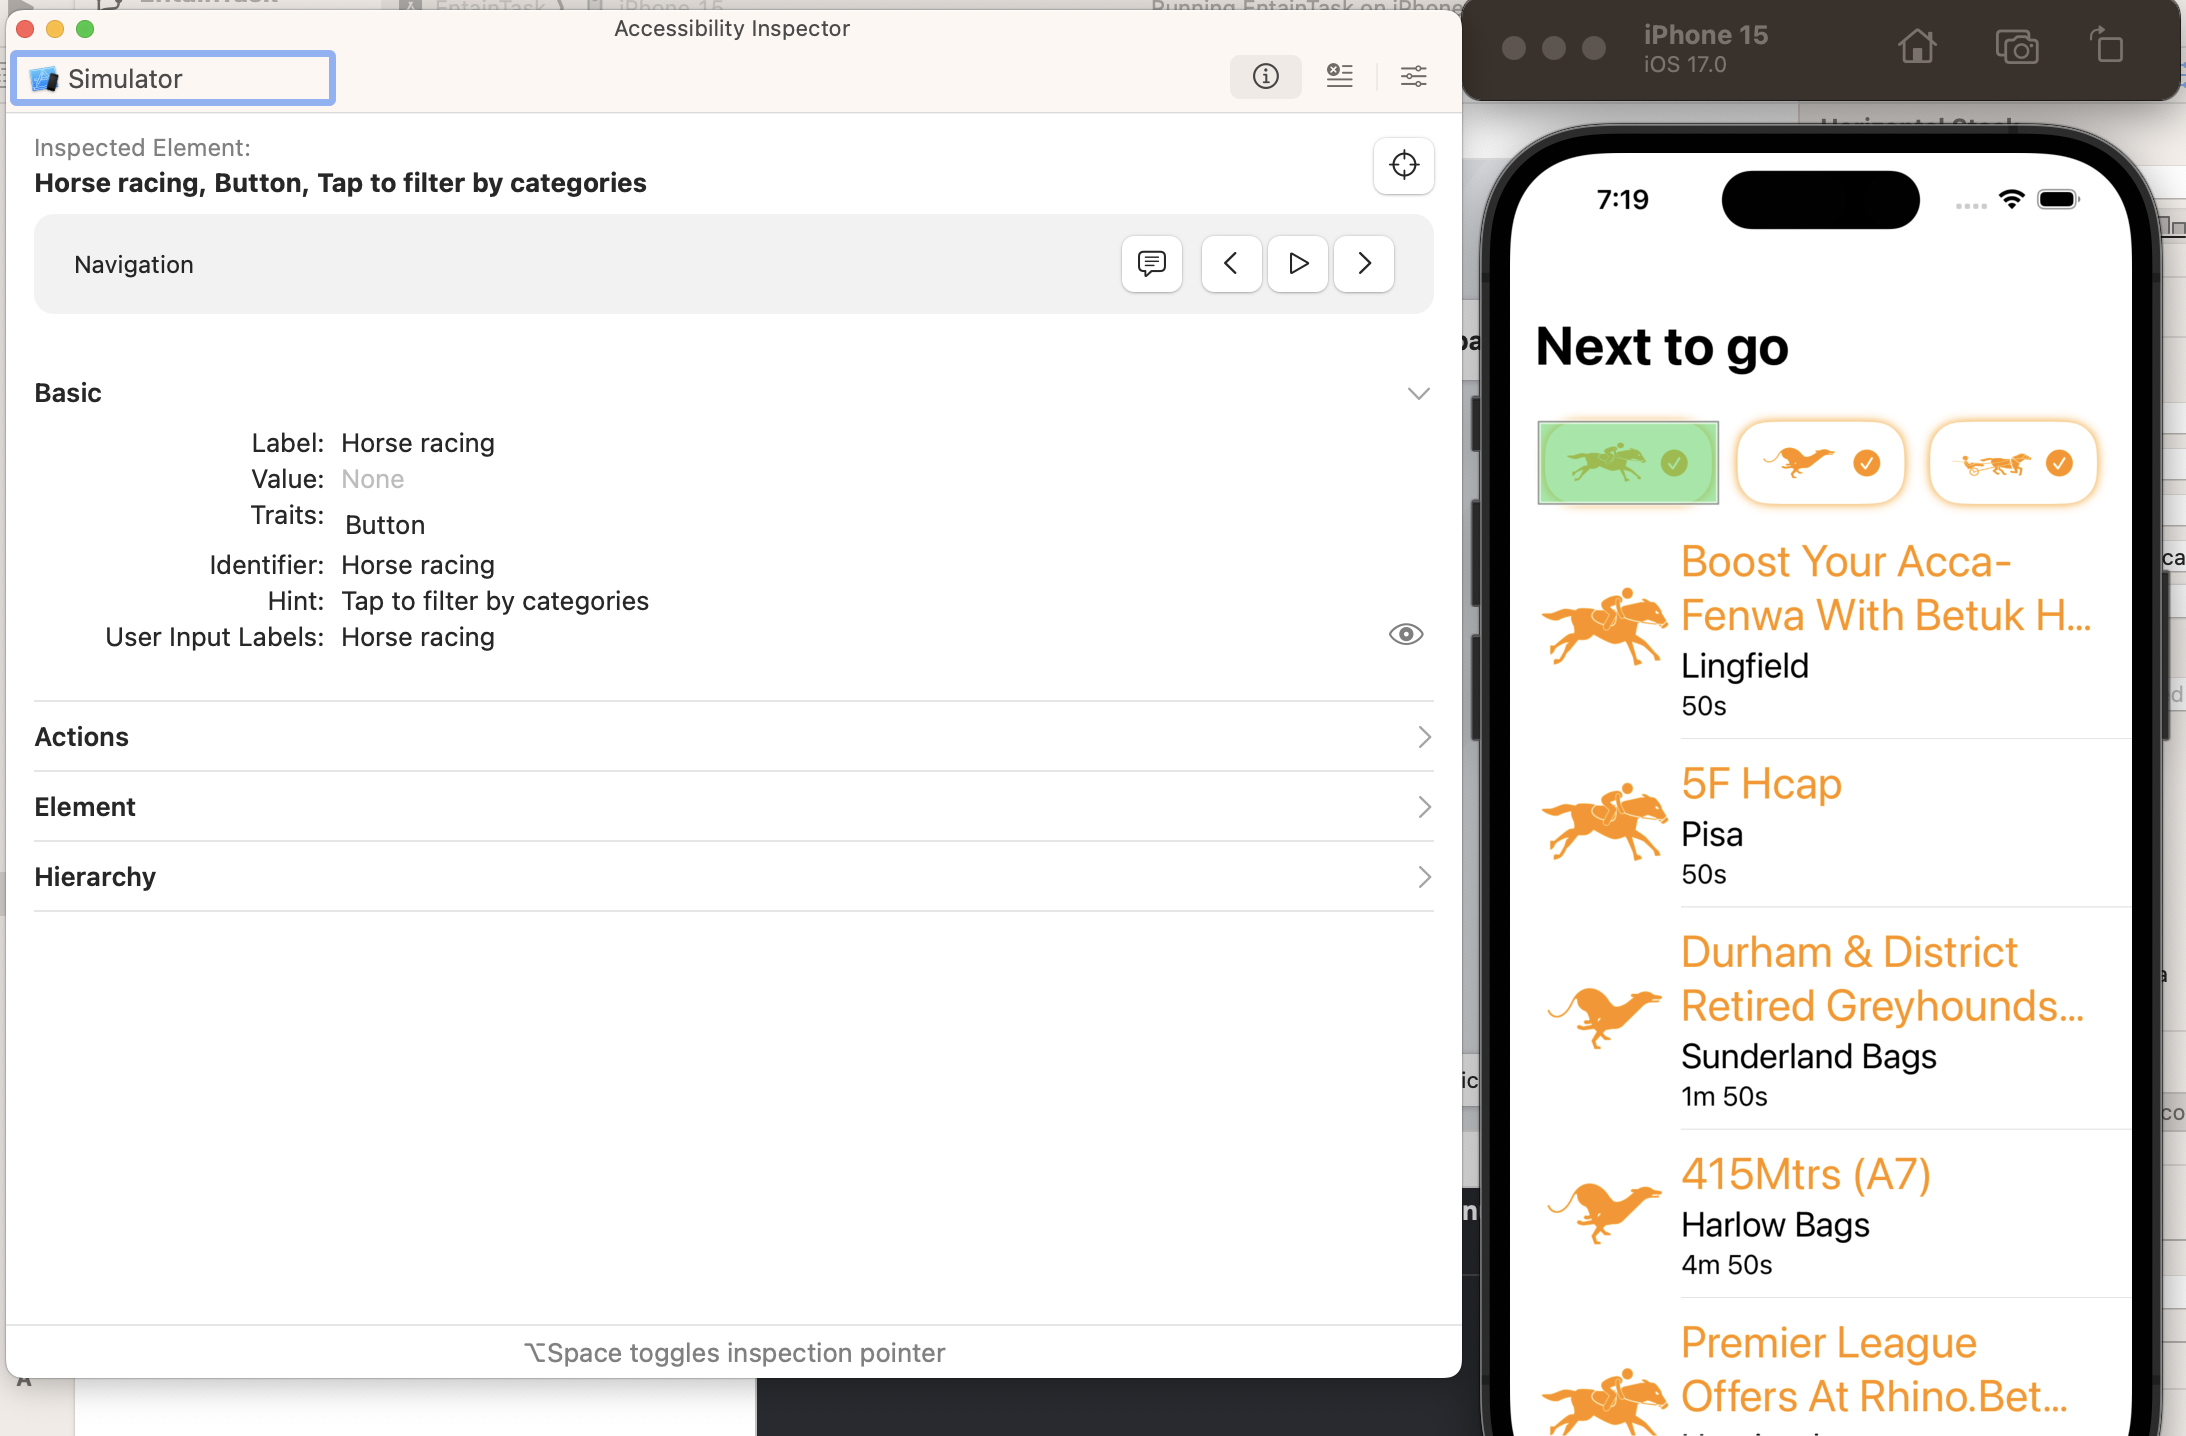 Accessibility Inspector
Simulator
Inspected Element:
Horse racing, Button, Tap to filter by categories
Navigation
Basic
Label: Horse racing
Value: None
Traits: Button
Identifier: Horse racing
Hint: Tap to filter by categories
User Input Labels: Horse racing
Actions
Element
Hierarchy
⌥Space toggles inspection pointer
iPhone 15
iOS 17.0
7:19
Next to go
Boost Your Acca-
Fenwa With Betuk H...
Lingfield
50s
5F Hcap
Pisa
50s
Durham & District
Retired Greyhounds...
Sunderland Bags
1m 50s
415Mtrs (A7)
Harlow Bags
4m 50s
Premier League
Offers At Rhino.Bet...